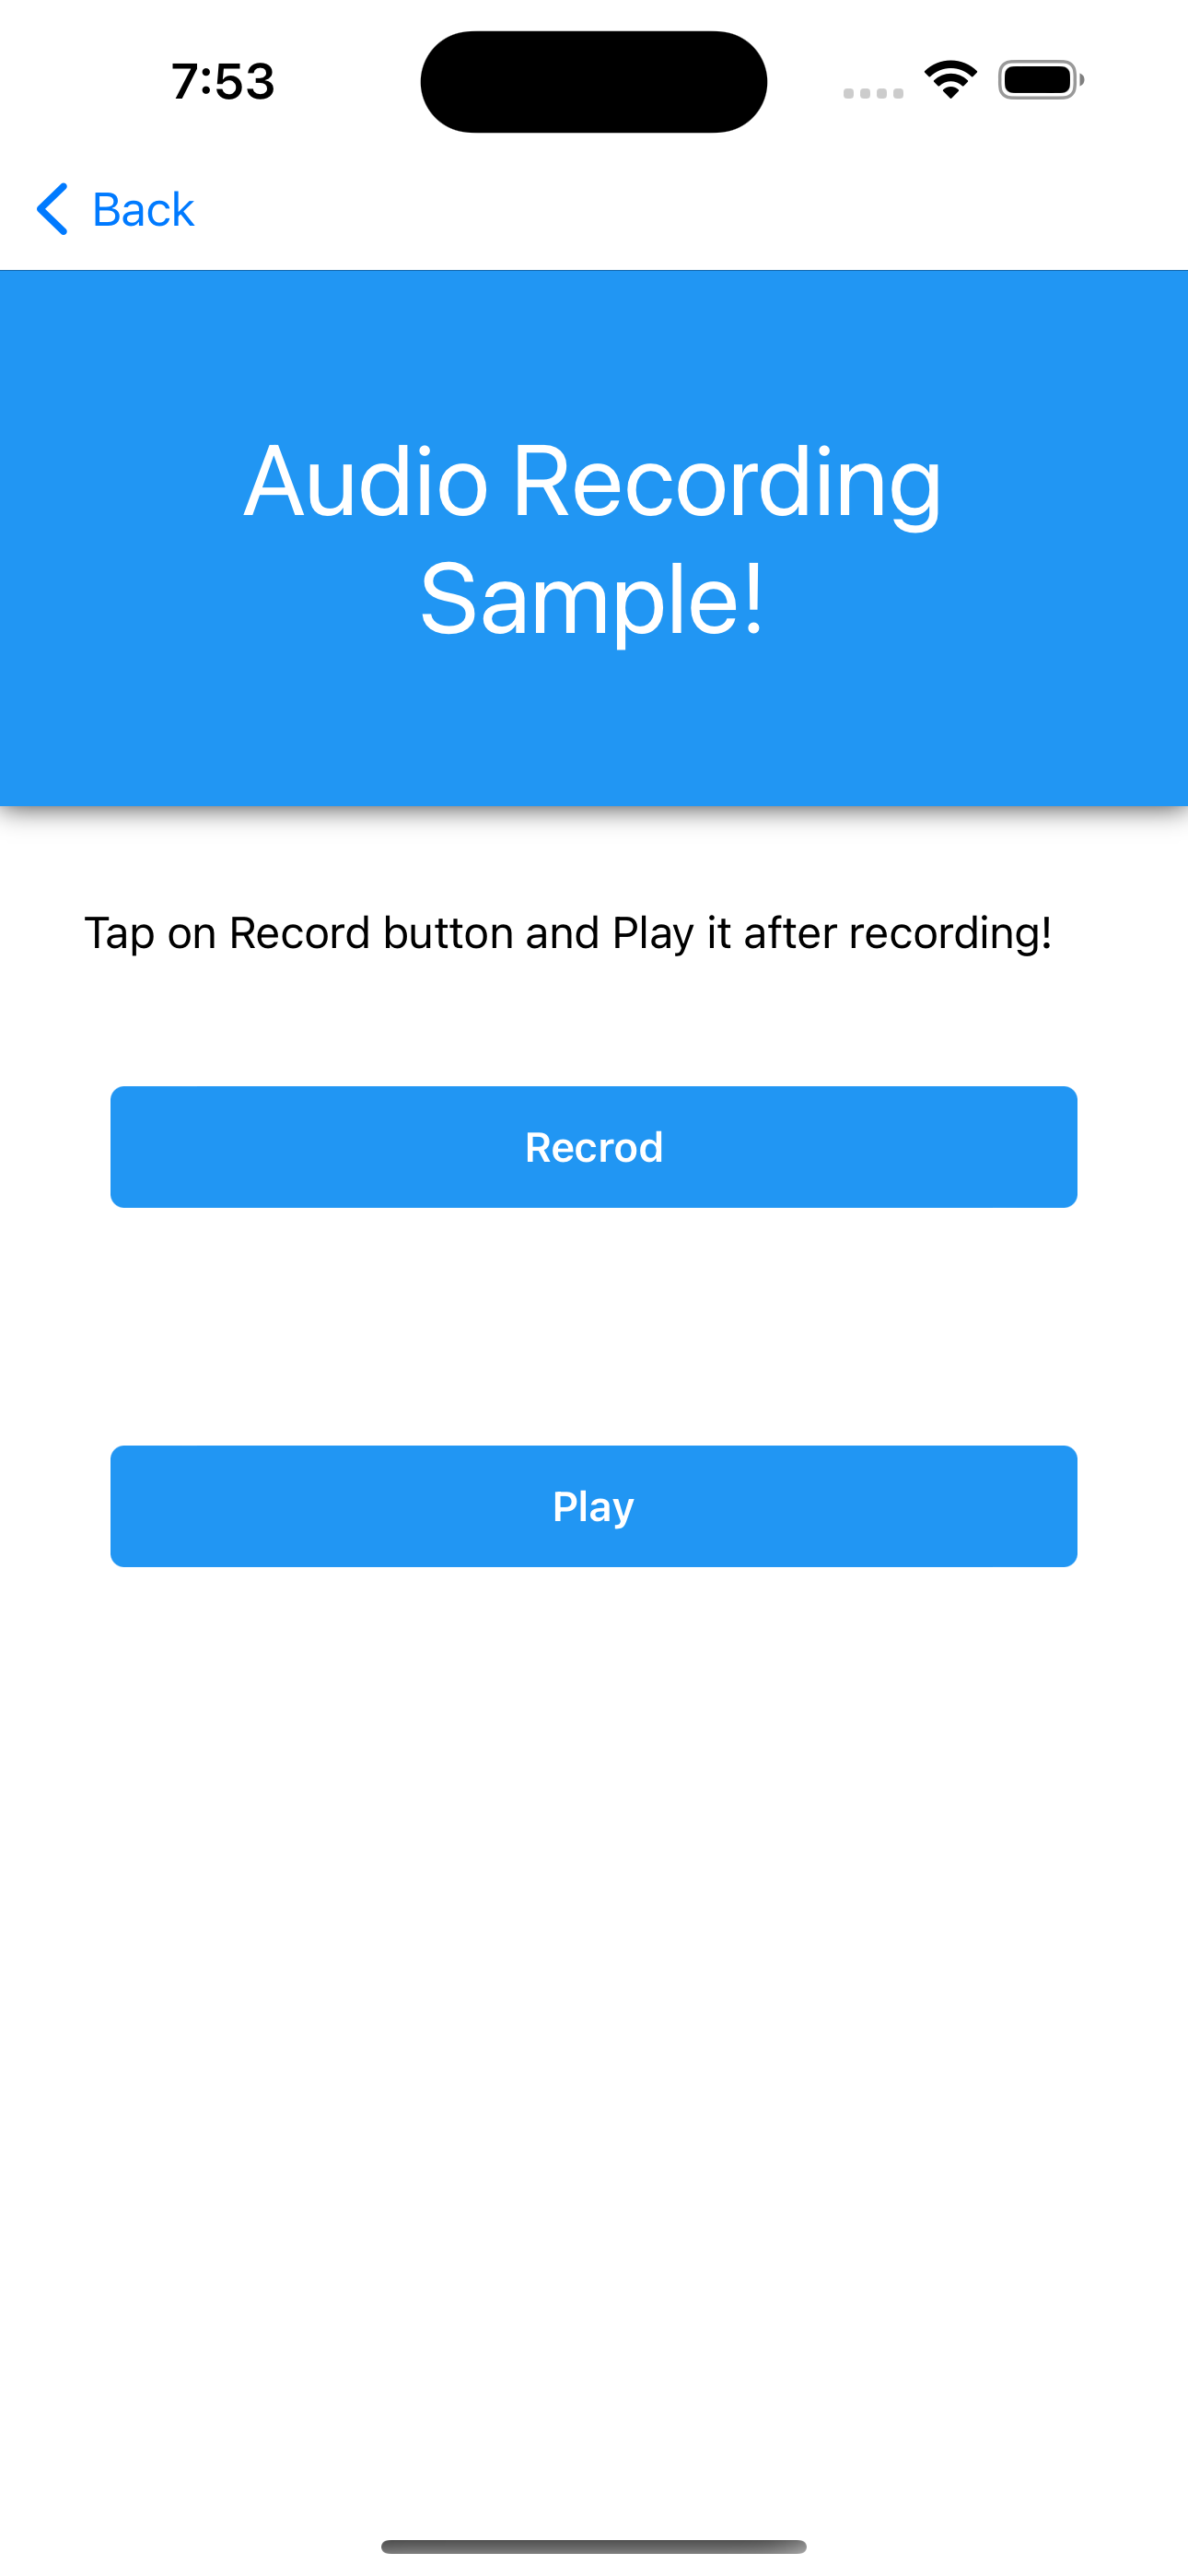 7:53
Back
Audio Recording
Sample!
Tap on Record button and Play it after recording!
Recrod
Play